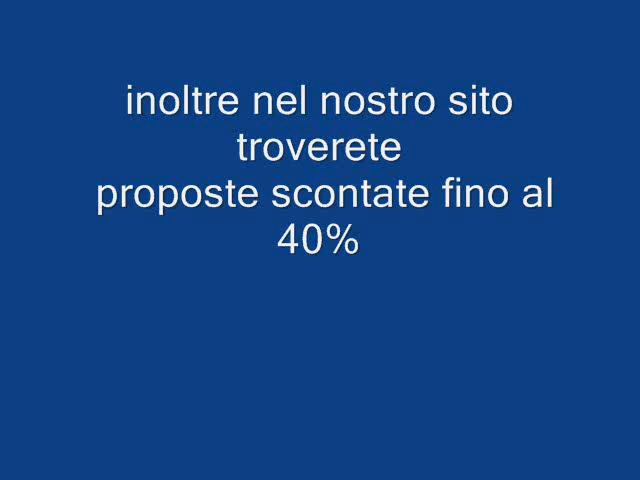 inoltre nel nostro sito
troverete
proposte scontate fino al
40%